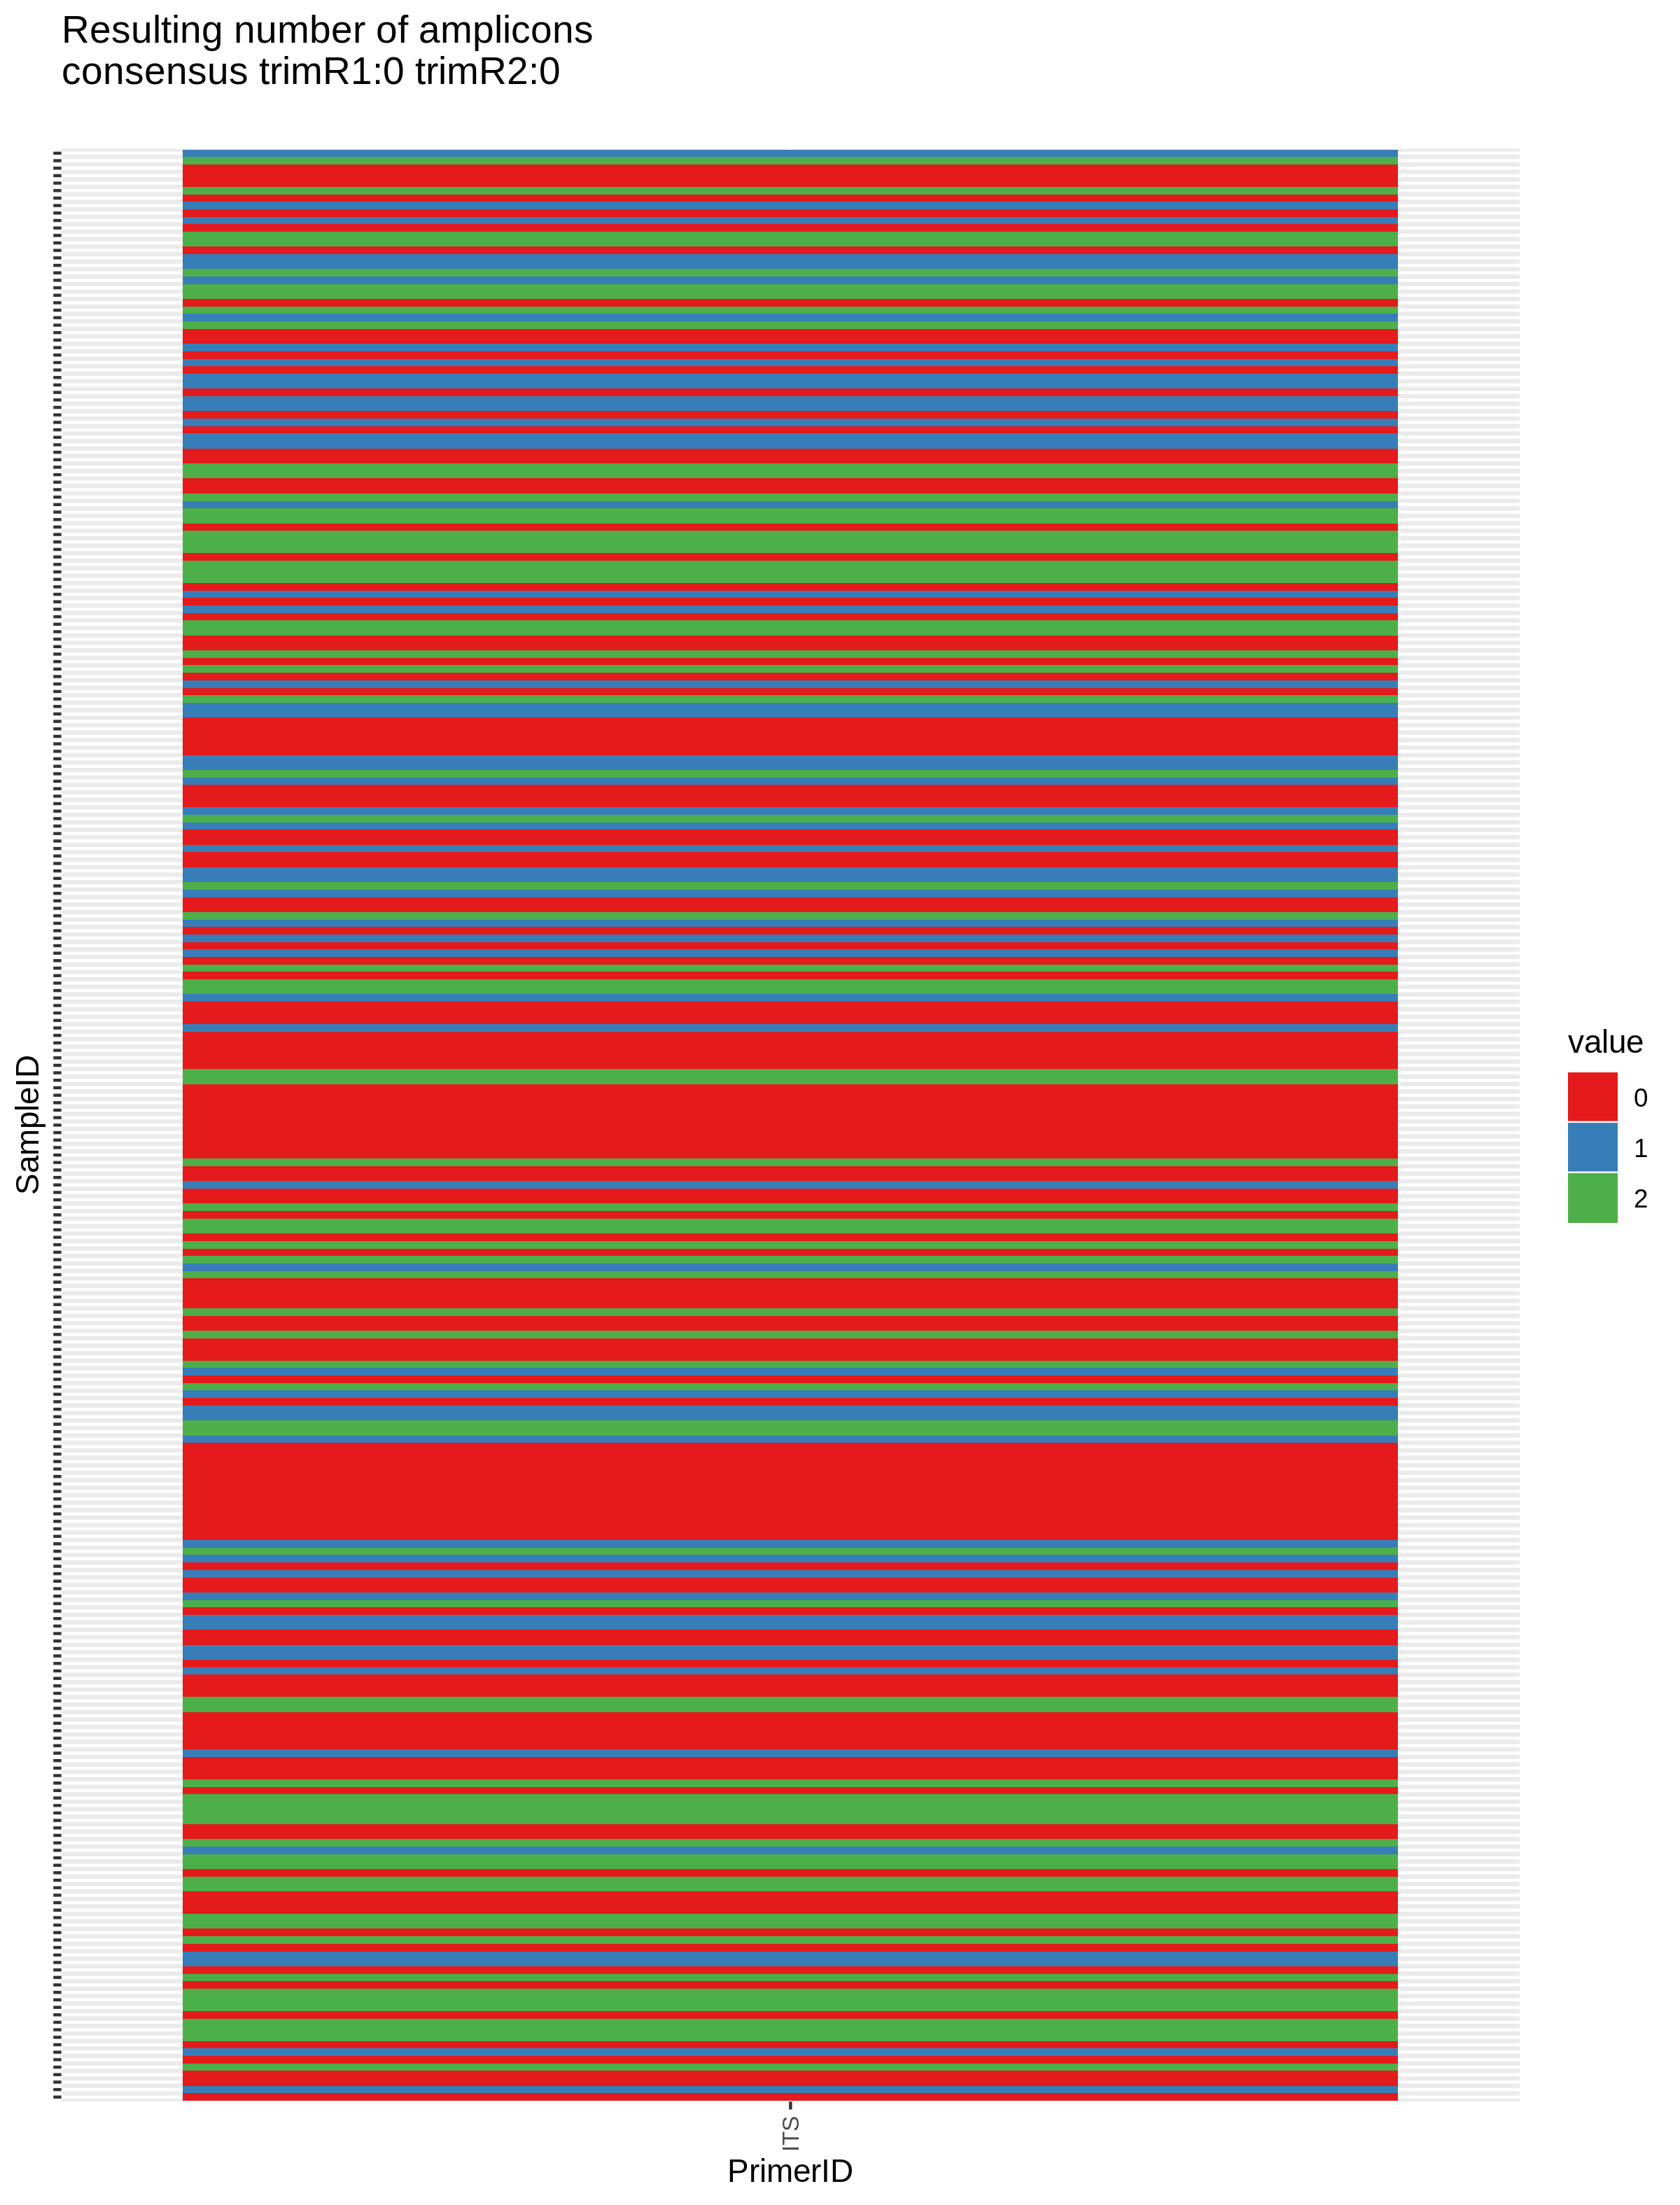 Resulting number of amplicons
consensus trimR1:0 trimR2:0
SampleID
value
0
1
2
ITS
PrimerID